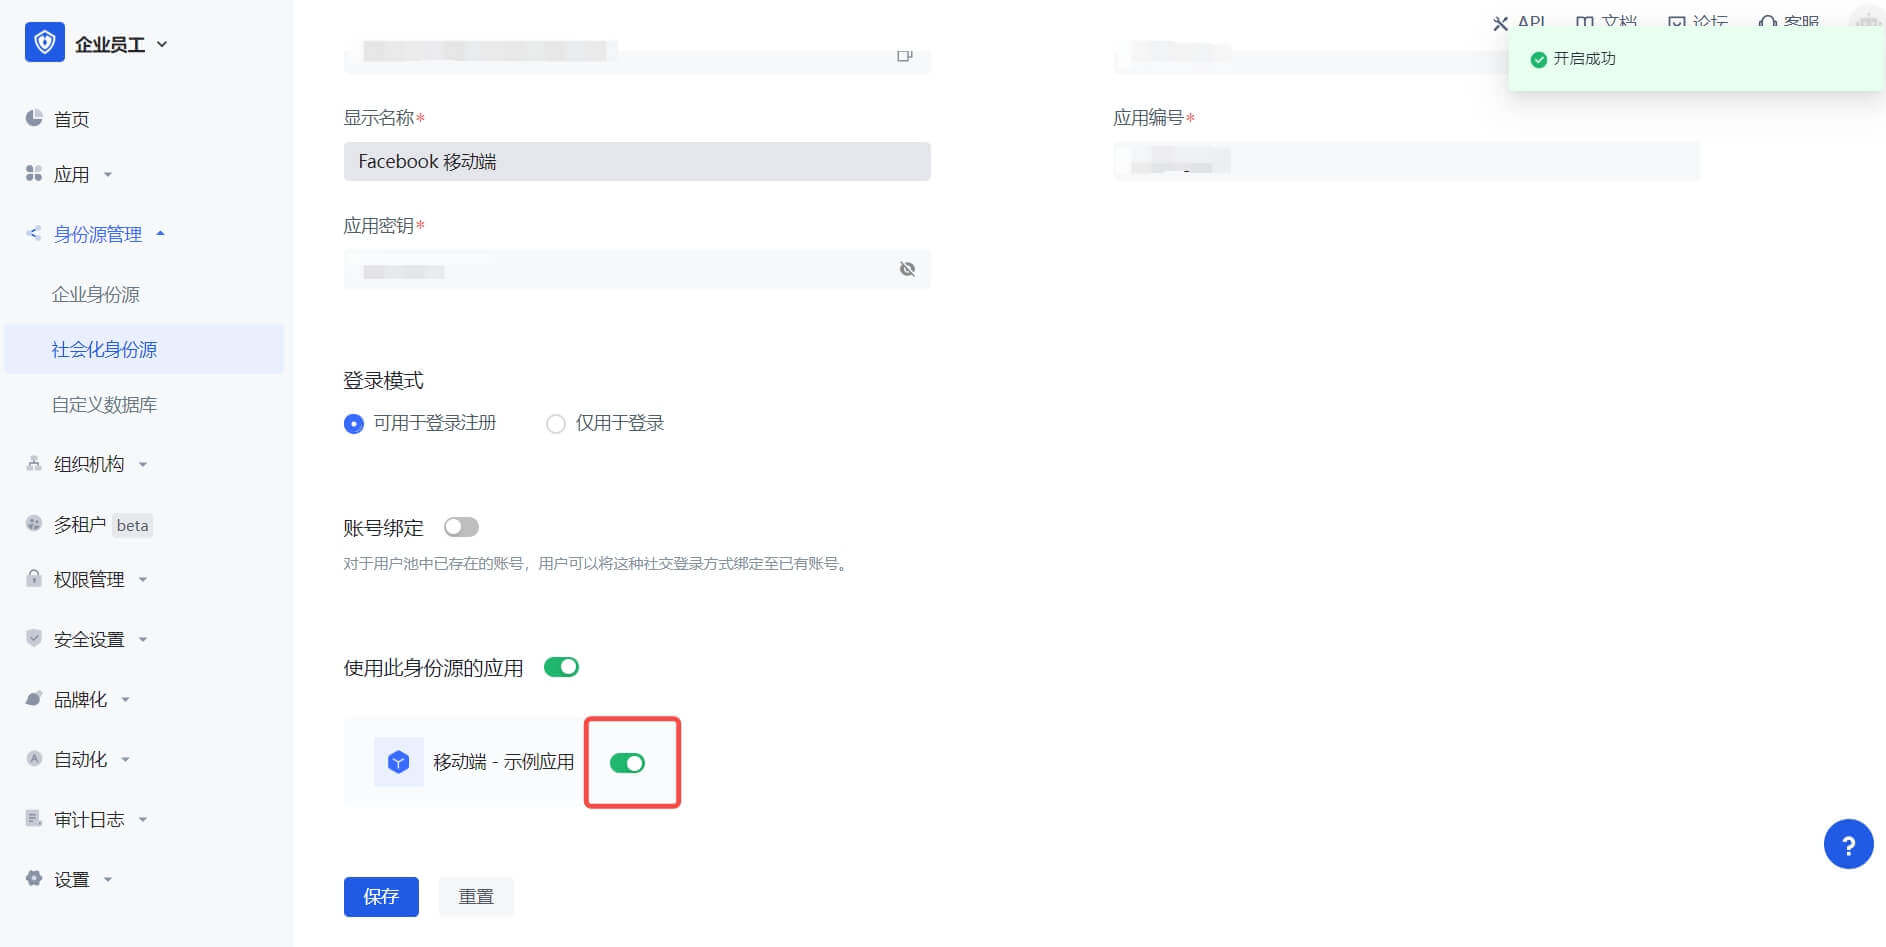 企业员工
API
文档
论坛
客服
开启成功
首页
应用
身份源管理
企业身份源
社会化身份源
自定义数据库
组织机构
多租户 beta
权限管理
安全设置
品牌化
自动化
审计日志
设置
显示名称*
应用编号*
Facebook 移动端
应用密钥*
登录模式
可用于登录注册
仅用于登录
账号绑定
对于用户池中已存在的账号，用户可以将这种社交登录方式绑定至已有账号。
使用此身份源的应用
移动端 - 示例应用
保存
重置
?